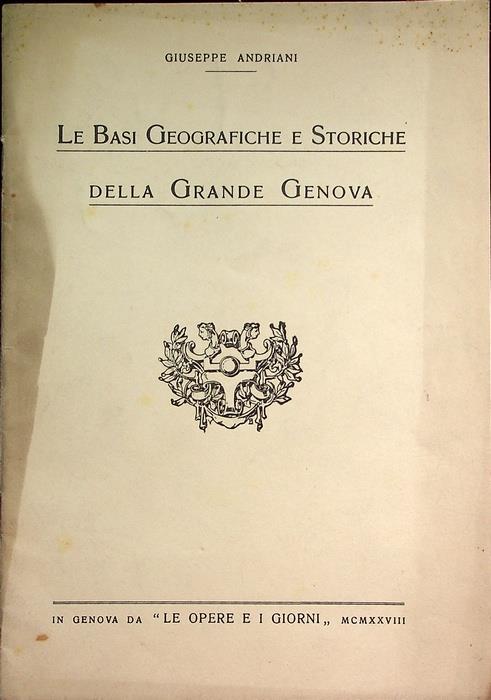 GIUSEPPE ANDRIANI
LE BASI GEOGRAFICHE E STORICHE
DELLA GRANDE GENOVA
IN GENOVA DA "LE OPERE E I GIORNI„ MCMXXVIII